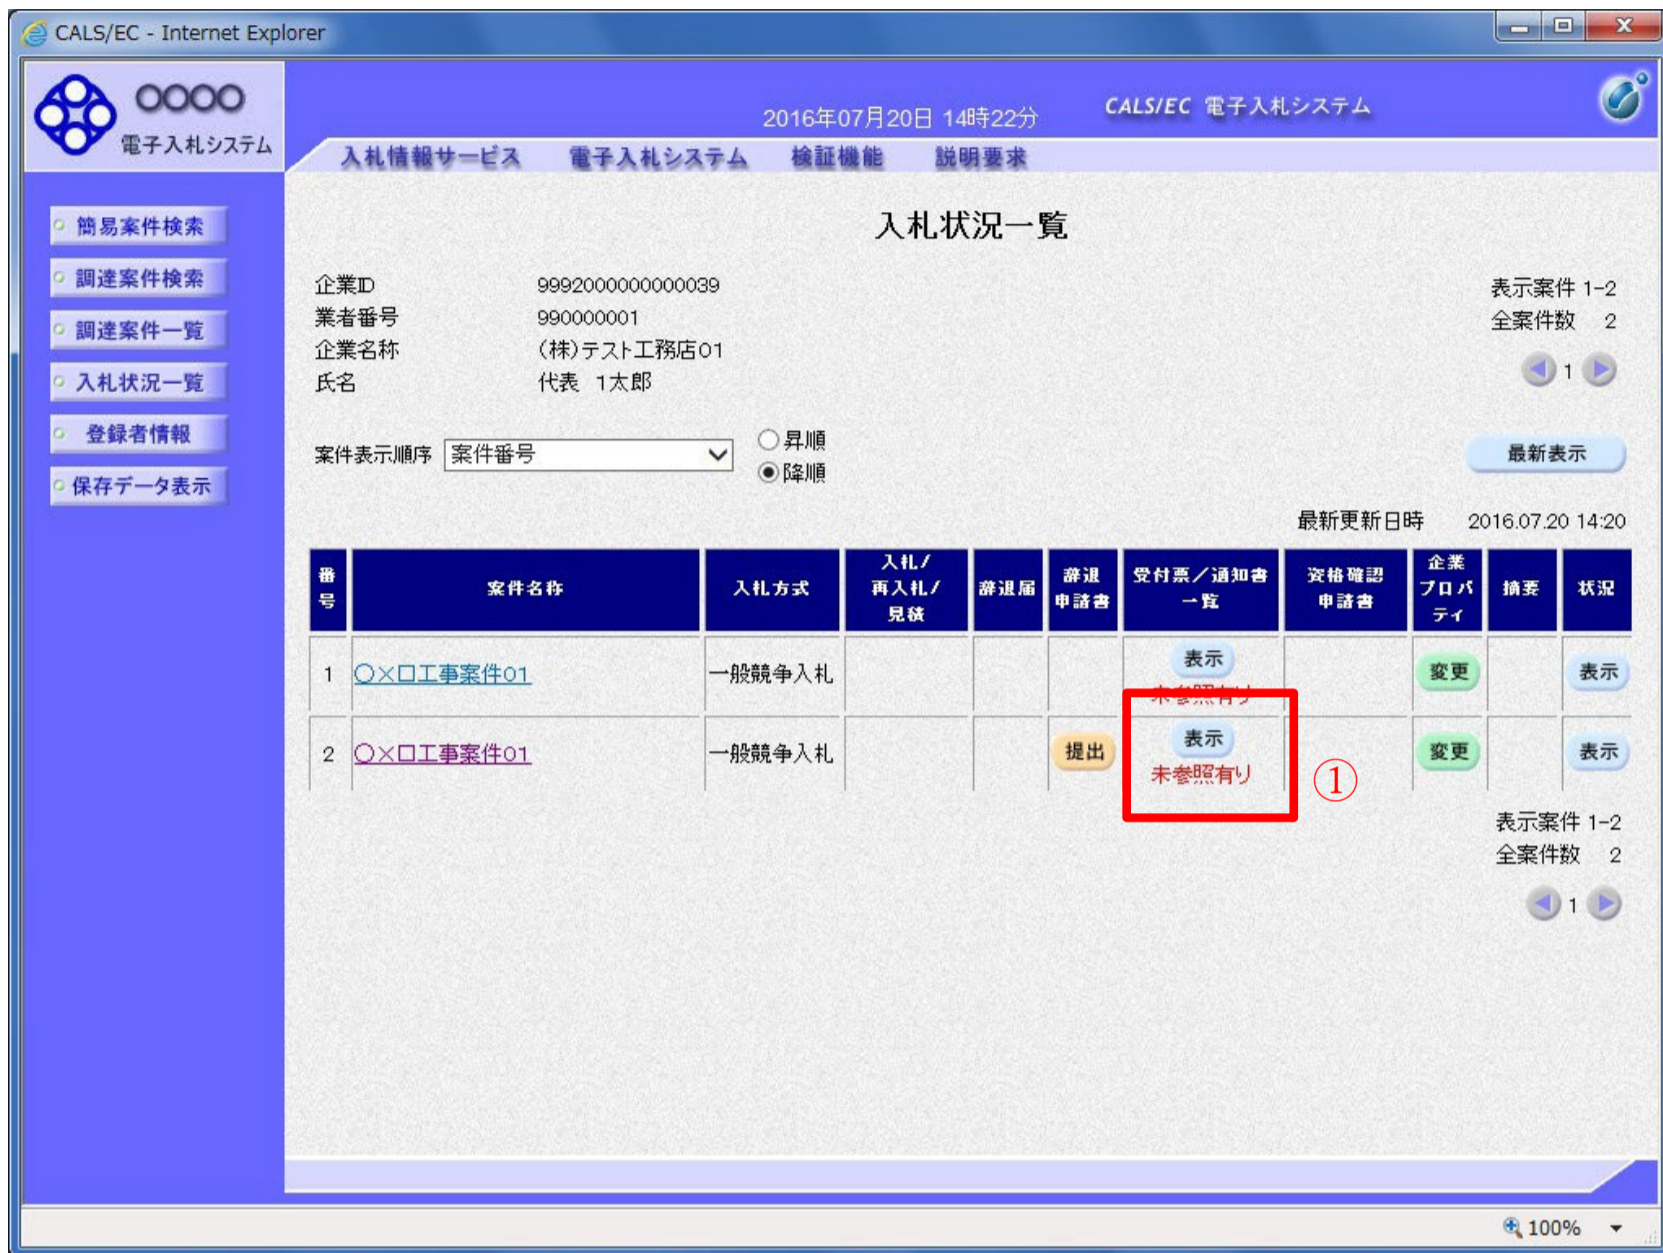 CALS/EC - Internet Explorer
○○○○
電子入札システム
2016年07月20日 14時22分
CALS/EC 電子入札システム
入札情報サービス 電子入札システム 検証機能 説明要求
簡易案件検索
調達案件検索
調達案件一覧
入札状況一覧
登録者情報
保存データ表示
入札状況一覧
企業ID 9992000000000039
業者番号 990000001
企業名称 (株)テスト工務店01
氏名 代表 1太郎
表示案件 1-2
全案件数 2
1
案件表示順序 案件番号
昇順
降順
最新表示
最新更新日時 2016.07.20 14:20
番号 案件名称 入札方式 入札/再入札/見積 辞退届 辞退申請書 受付票/通知書一覧 資格確認申請書 企業プロパティ 摘要 状況
1 〇×口工事案件01 一般競争入札 表示 未参照有り 変更 表示
2 〇×口工事案件01 一般競争入札 提出 表示 未参照有り 変更 表示
①
表示案件 1-2
全案件数 2
1
100%